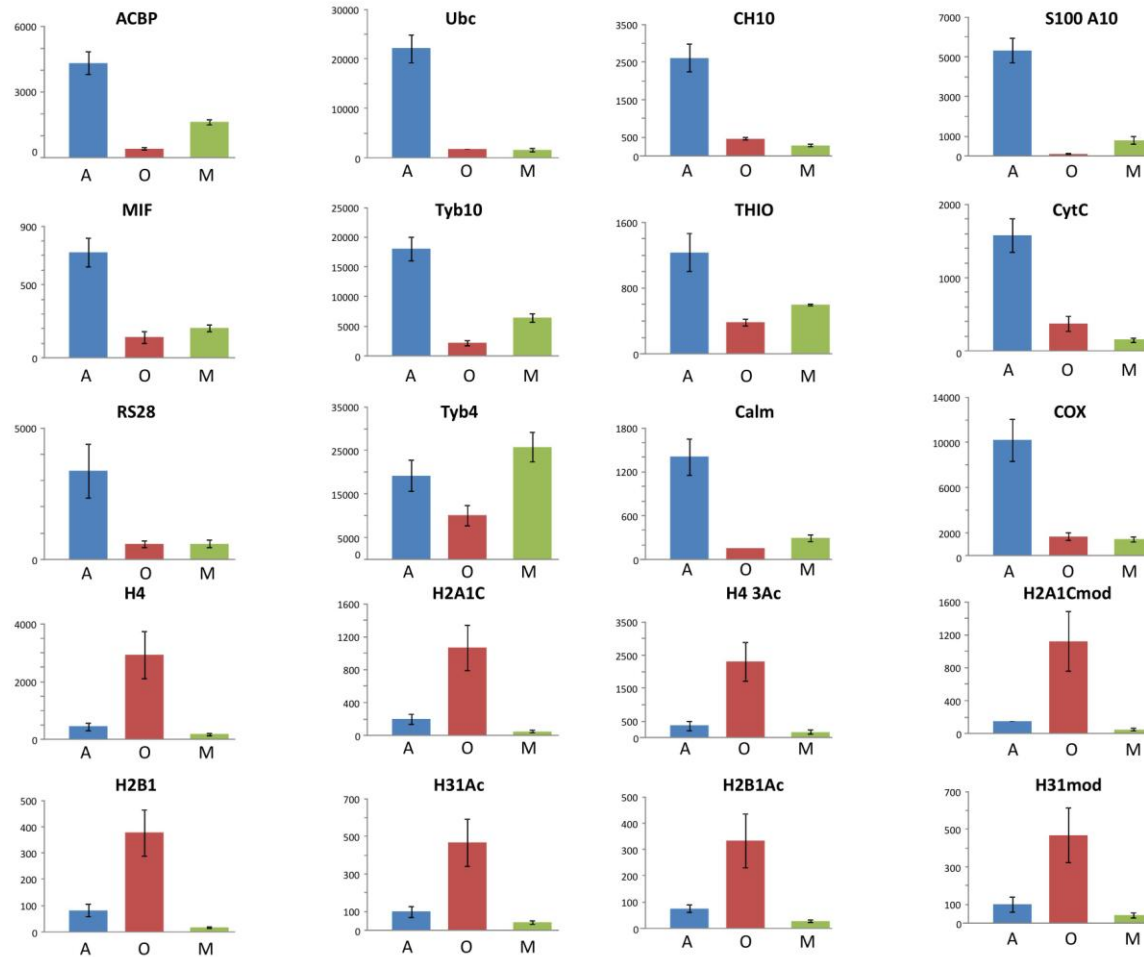 ACBP
6000
3000
0
A O M
Ubc
30000
20000
10000
0
A O M
CH10
3500
2500
1500
500
0
A O M
S100 A10
7000
5000
3000
1000
0
A O M
MIF
900
500
0
A O M
Tyb10
25000
20000
15000
10000
5000
0
A O M
THIO
1600
800
400
0
A O M
CytC
2000
1000
0
A O M
RS28
5000
2000
0
A O M
Tyb4
35000
25000
15000
5000
0
A O M
Calm
1800
1200
600
0
A O M
COX
14000
10000
6000
2000
0
A O M
H4
4000
2000
0
A O M
H2A1C
1600
1200
800
400
0
A O M
H4 3Ac
3500
2500
1500
500
0
A O M
H2A1Cmod
1600
1200
800
400
0
A O M
H2B1
500
400
300
200
100
0
A O M
H31Ac
700
500
300
100
0
A O M
H2B1Ac
500
400
300
200
100
0
A O M
H31mod
700
500
300
100
0
A O M